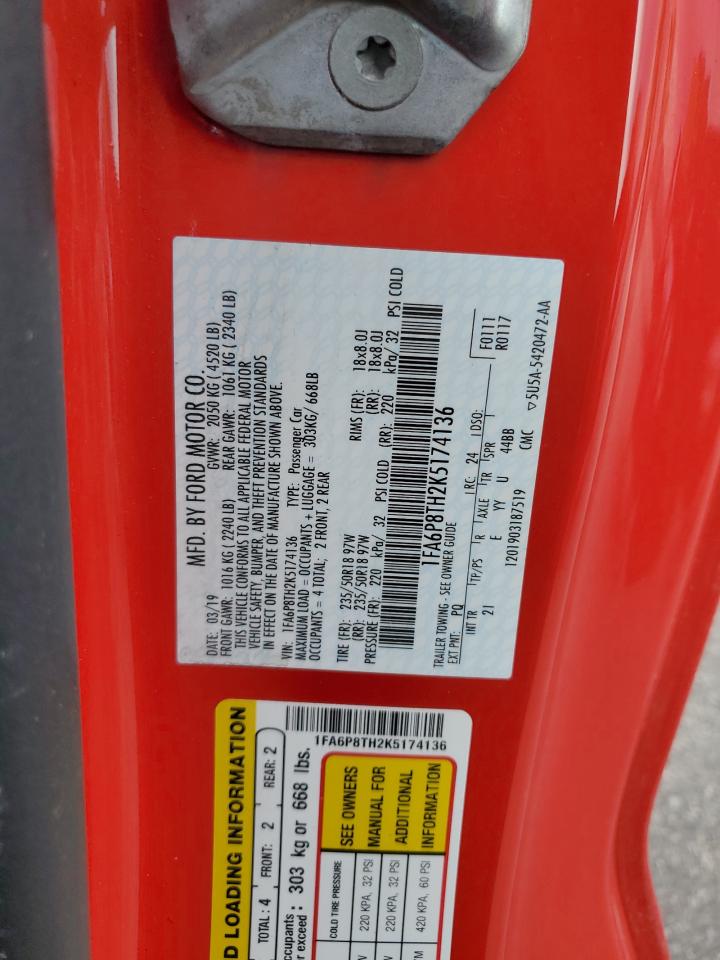 MFD. BY FORD MOTOR CO.
DATE: 03/19 GVWR: 2050 KG ( 4520 LB)
FRONT GAWR: 1016 KG ( 2240 LB) REAR GAWR: 1061 KG ( 2340 LB)
THIS VEHICLE CONFORMS TO ALL APPLICABLE FEDERAL MOTOR
VEHICLE SAFETY, BUMPER, AND THEFT PREVENTION STANDARDS
IN EFFECT ON THE DATE OF MANUFACTURE SHOWN ABOVE.
VIN: 1FA6P8TH2K5174136 TYPE: Passenger Car
MAXIMUM LOAD = OCCUPANTS + LUGGAGE = 303KG/ 668LB
OCCUPANTS = 4 TOTAL; 2 FRONT, 2 REAR
TIRE (FR): 235/50R18 97W RIMS (FR): 18x8.0J
(RR): 235/50R18 97W (RR): 18x8.0J
PRESSURE (FR): 220 kPa/ 32 PSI COLD (RR): 220 kPa/ 32 PSI COLD
1FA6P8TH2K5174136
TRAILER TOWING - SEE OWNER GUIDE
EXT PNT: PQ RC: 24 DSO: F0111
R0117
INT TR TP/PS R AXLE TR SPR
21 E YY U 44BB
1201903187519 CMC ▽5U5A-5420472-AA
D LOADING INFORMATION
TOTAL: 4 FRONT: 2 REAR: 2
ccupants
r exceed : 303 kg or 668 lbs.
1FA6P8TH2K5174136
COLD TIRE PRESSURE
220 KPA, 32 PSI
220 KPA, 32 PSI
420 KPA, 60 PSI
SEE OWNERS
MANUAL FOR
ADDITIONAL
INFORMATION